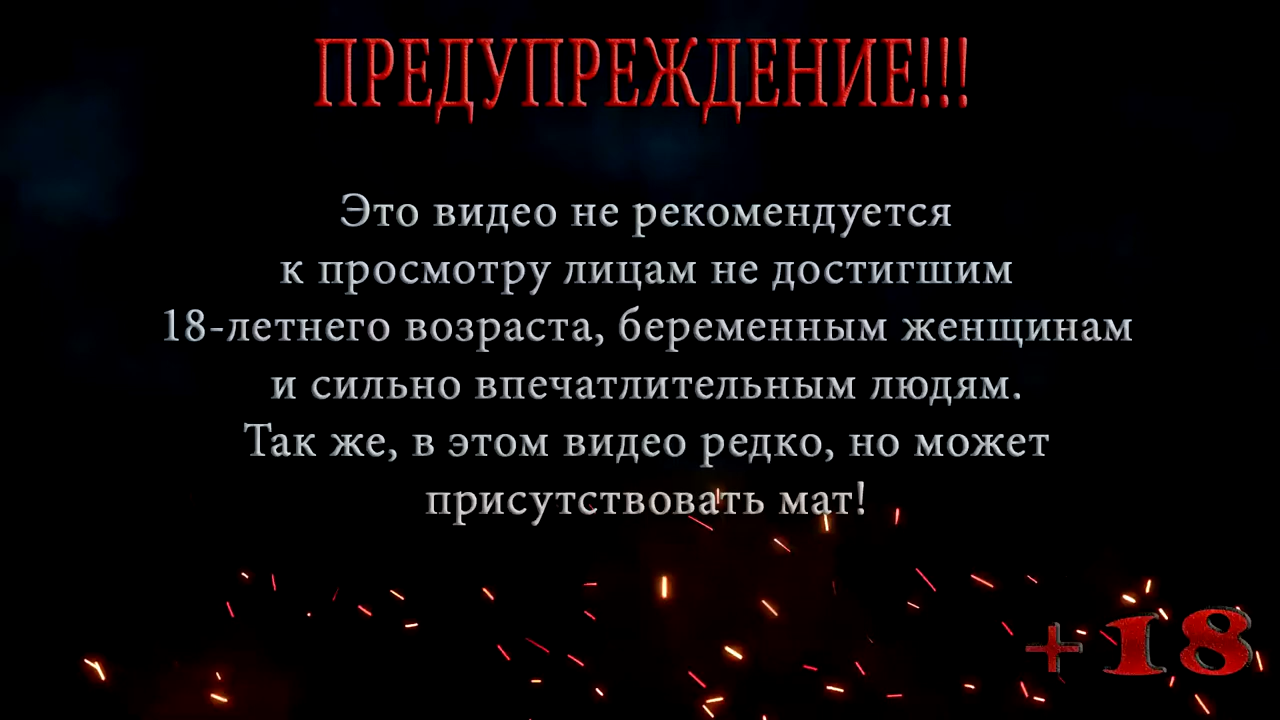 ПРЕДУПРЕЖДЕНИЕ!!!
Это видео не рекомендуется
к просмотру лицам не достигшим
18-летнего возраста, беременным женщинам
и сильно впечатлительным людям.
Так же, в этом видео редко, но может
присутствовать мат!
+18